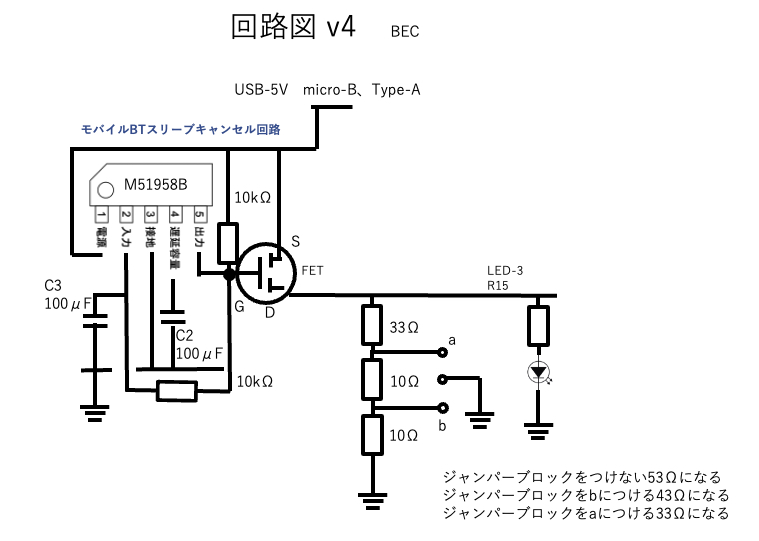 回路図 v4 BEC
USB-5V micro-B、Type-A
モバイルBTスリープキャンセル回路
M51958B
1 2 3 4 5
電源 入力 接地 遅延容量 出力
10kΩ
S
FET
G
D
C3
100μF
C2
100μF
10kΩ
LED-3
R15
33Ω
a
10Ω
b
10Ω
ジャンパーブロックをつけない53Ωになる
ジャンパーブロックをbにつける43Ωになる
ジャンパーブロックをaにつける33Ωになる